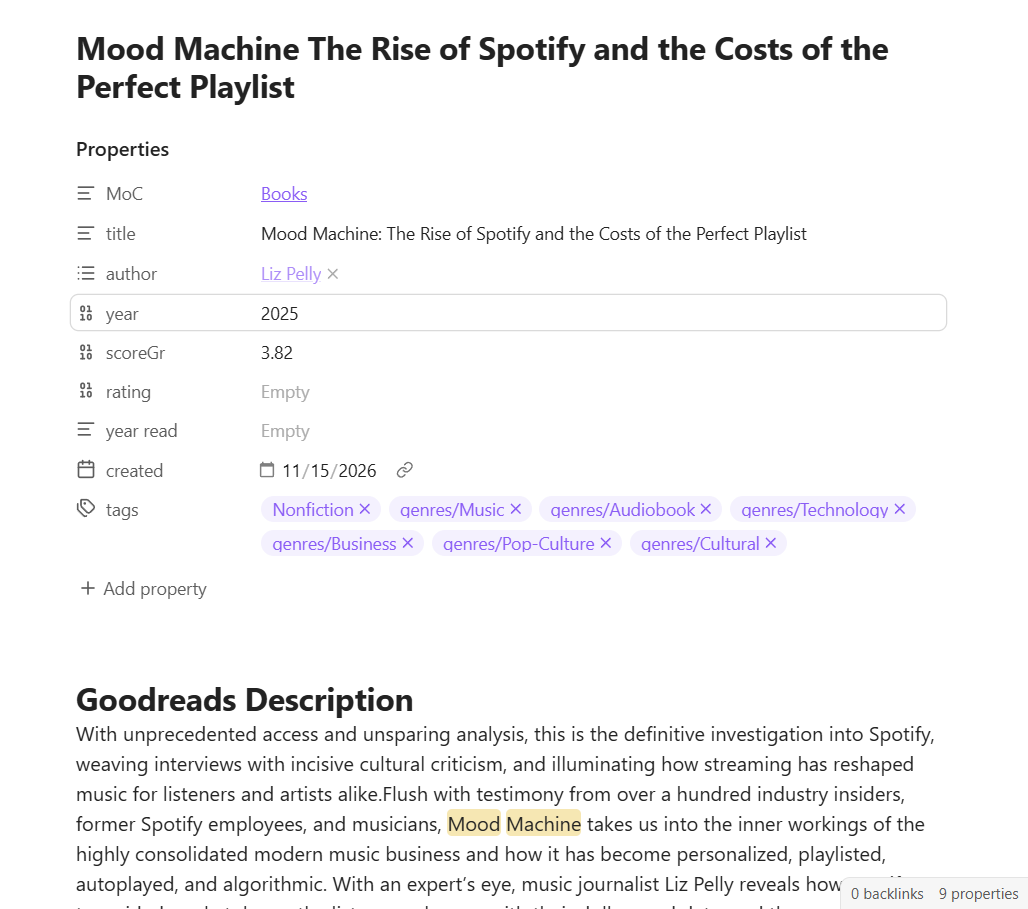 Mood Machine The Rise of Spotify and the Costs of the
Perfect Playlist
Properties
MoC Books
title Mood Machine: The Rise of Spotify and the Costs of the Perfect Playlist
author Liz Pelly ×
year 2025
scoreGr 3.82
rating Empty
year read Empty
created 11/15/2026
tags Nonfiction × genres/Music × genres/Audiobook × genres/Technology ×
genres/Business × genres/Pop-Culture × genres/Cultural ×
+ Add property
Goodreads Description
With unprecedented access and unsparing analysis, this is the definitive investigation into Spotify,
weaving interviews with incisive cultural criticism, and illuminating how streaming has reshaped
music for listeners and artists alike.Flush with testimony from over a hundred industry insiders,
former Spotify employees, and musicians, Mood Machine takes us into the inner workings of the
highly consolidated modern music business and how it has become personalized, playlisted,
autoplayed, and algorithmic. With an expert’s eye, music journalist Liz Pelly reveals how
0 backlinks 9 properties